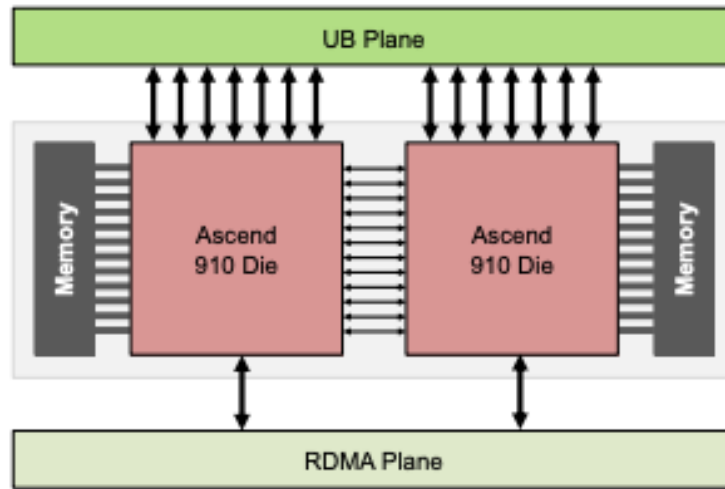 UB Plane
Memory
Ascend
910 Die
Ascend
910 Die
Memory
RDMA Plane